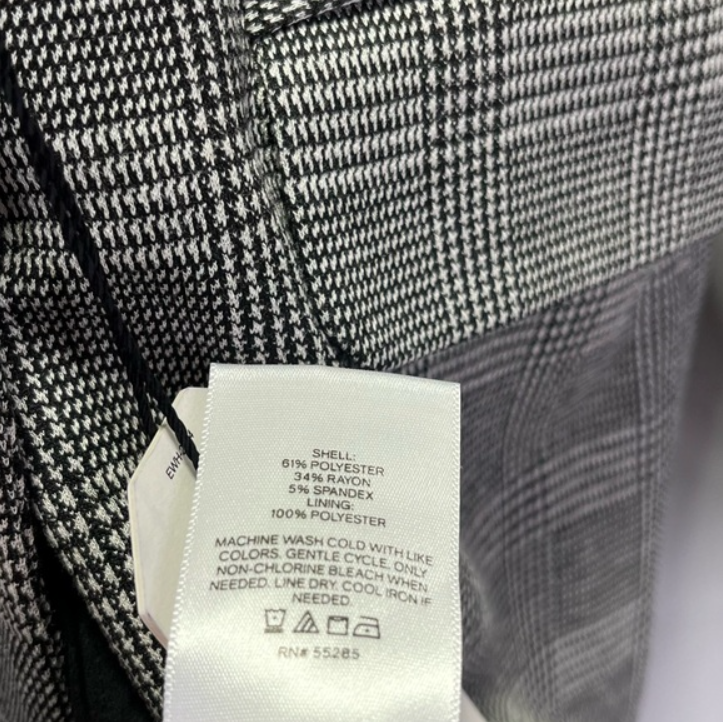 EWH
SHELL:
61% POLYESTER
34% RAYON
5% SPANDEX
LINING:
100% POLYESTER
MACHINE WASH COLD WITH LIKE
COLORS. GENTLE CYCLE. ONLY
NON-CHLORINE BLEACH WHEN
NEEDED. LINE DRY. COOL IRON IF
NEEDED.
RN# 55285